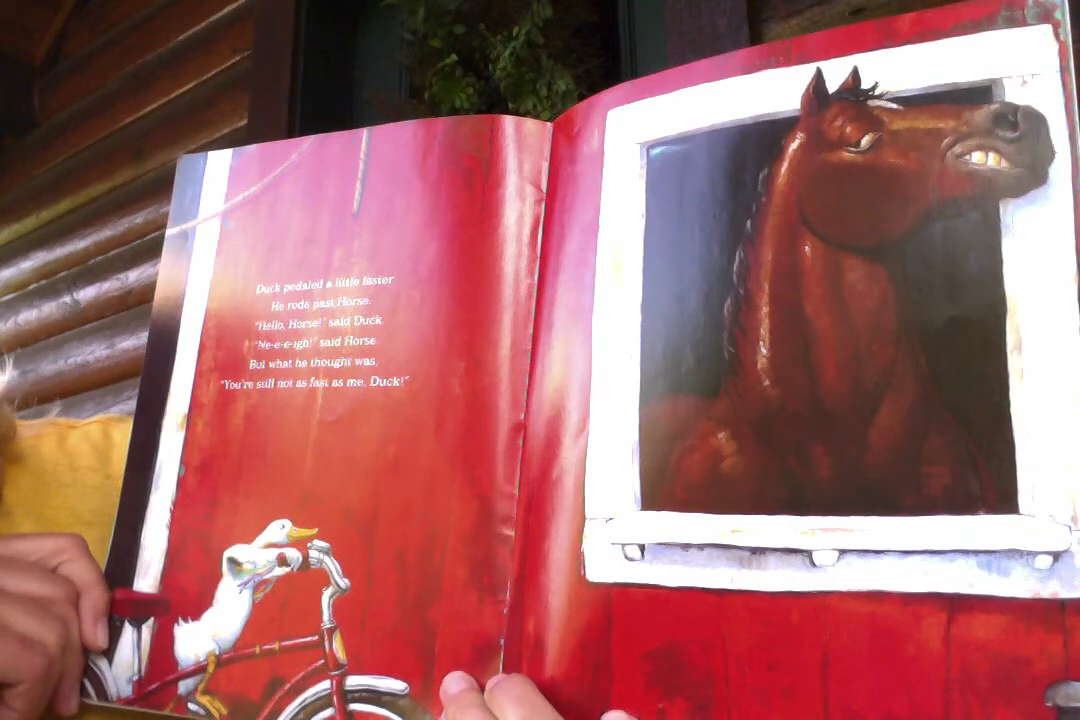 Duck pedaled a little faster
He rode past Horse.
"Hello, Horse!" said Duck.
"Ne-e-e-igh!" said Horse
But what he thought was,
"You're still not as fast as me, Duck!"